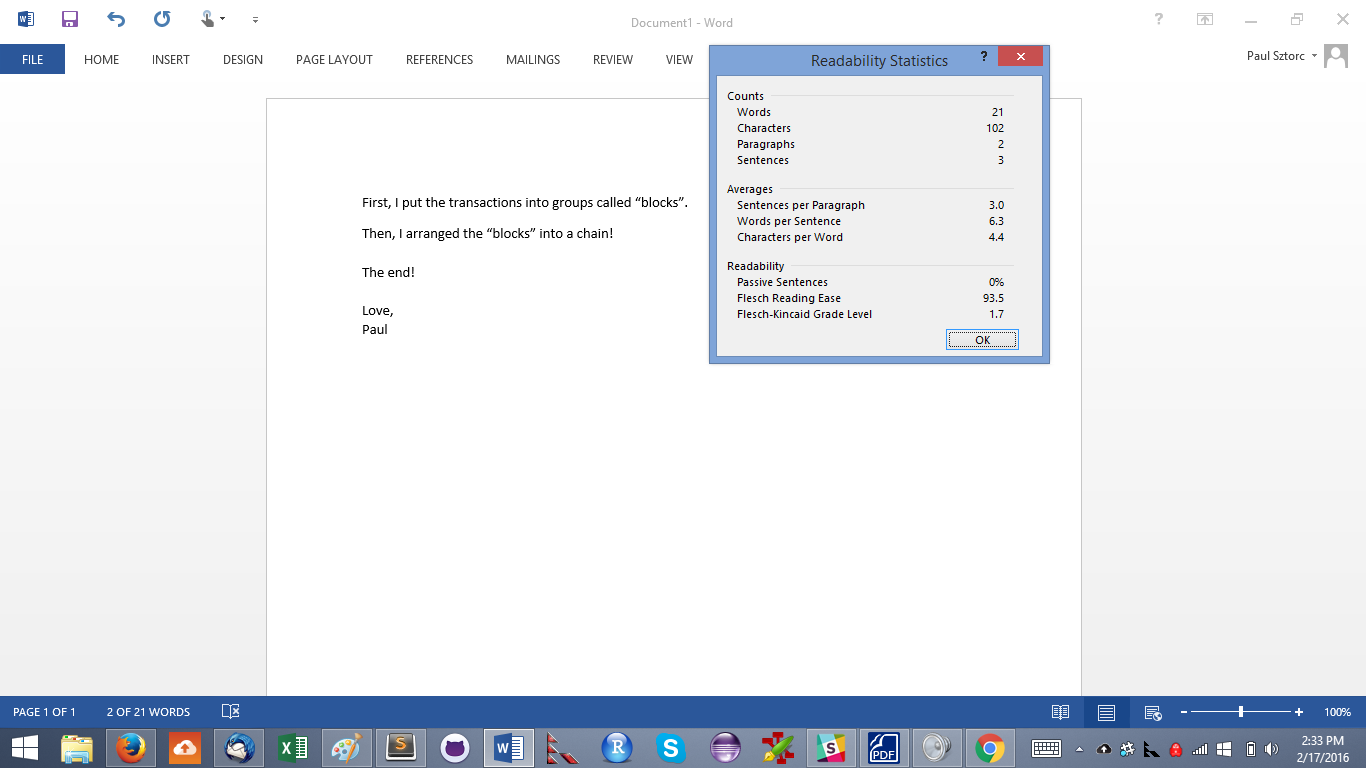 Document1 - Word
?
FILE HOME INSERT DESIGN PAGE LAYOUT REFERENCES MAILINGS REVIEW VIEW
Paul Sztorc
Readability Statistics ?
Counts
Words 21
Characters 102
Paragraphs 2
Sentences 3
Averages
Sentences per Paragraph 3.0
Words per Sentence 6.3
Characters per Word 4.4
Readability
Passive Sentences 0%
Flesch Reading Ease 93.5
Flesch-Kincaid Grade Level 1.7
OK
First, I put the transactions into groups called “blocks”.
Then, I arranged the “blocks” into a chain!
The end!
Love,
Paul
PAGE 1 OF 1 2 OF 21 WORDS 100%
PDF
2:33 PM
2/17/2016